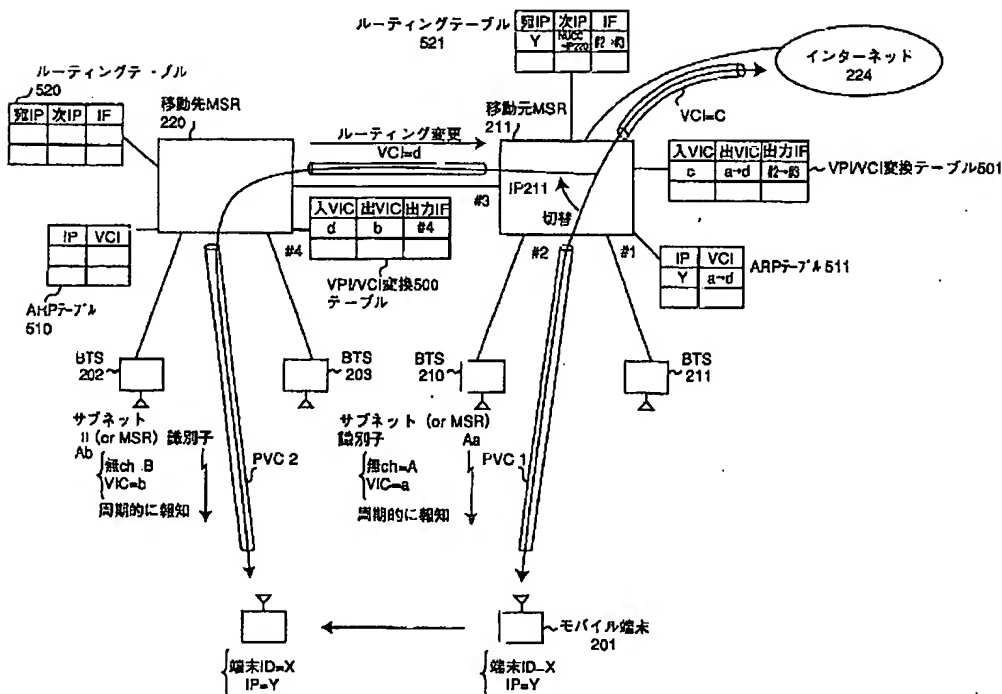 ルーティングテーブル
521
宛IP 次IP IF
Y #2→#3
インターネット
224
ルーティングテ-ブル
520
宛IP 次IP IF
移動先MSR
220
移動元MSR
211
ルーティング変更
VCI=d
VCI=C
入VIC 出VIC 出力IF
c a→d #2→#3
VPI/VCI変換テーブル501
IP211
切替
#3
#2
#1
IP VCI
Y a→d
ARPテーブル511
IP VCI
ARPテーブル
510
#4
入VIC 出VIC 出力IF
d b #4
VPI/VCI変換500
テーブル
BTS
202
BTS
203
BTS
210
BTS
211
サブネット
II (or MSR) 識別子
Ab
無ch.B
VIC=b
周期的に報知
PVC 2
サブネット (or MSR)
識別子 Aa
無ch=A
VIC=a
周期的に報知
PVC 1
モバイル端末
201
端末ID=X
IP=Y
端末ID-X
IP=Y